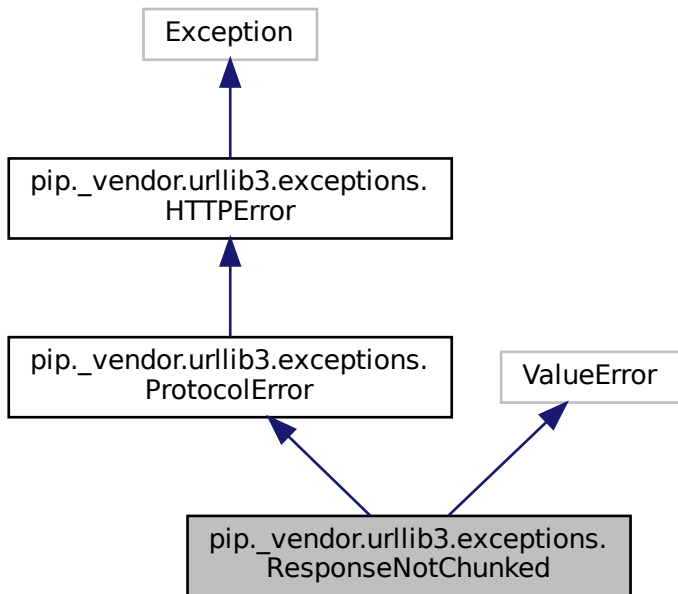 Exception
pip._vendor.urllib3.exceptions.
HTTPError
pip._vendor.urllib3.exceptions.
ProtocolError
ValueError
pip._vendor.urllib3.exceptions.
ResponseNotChunked